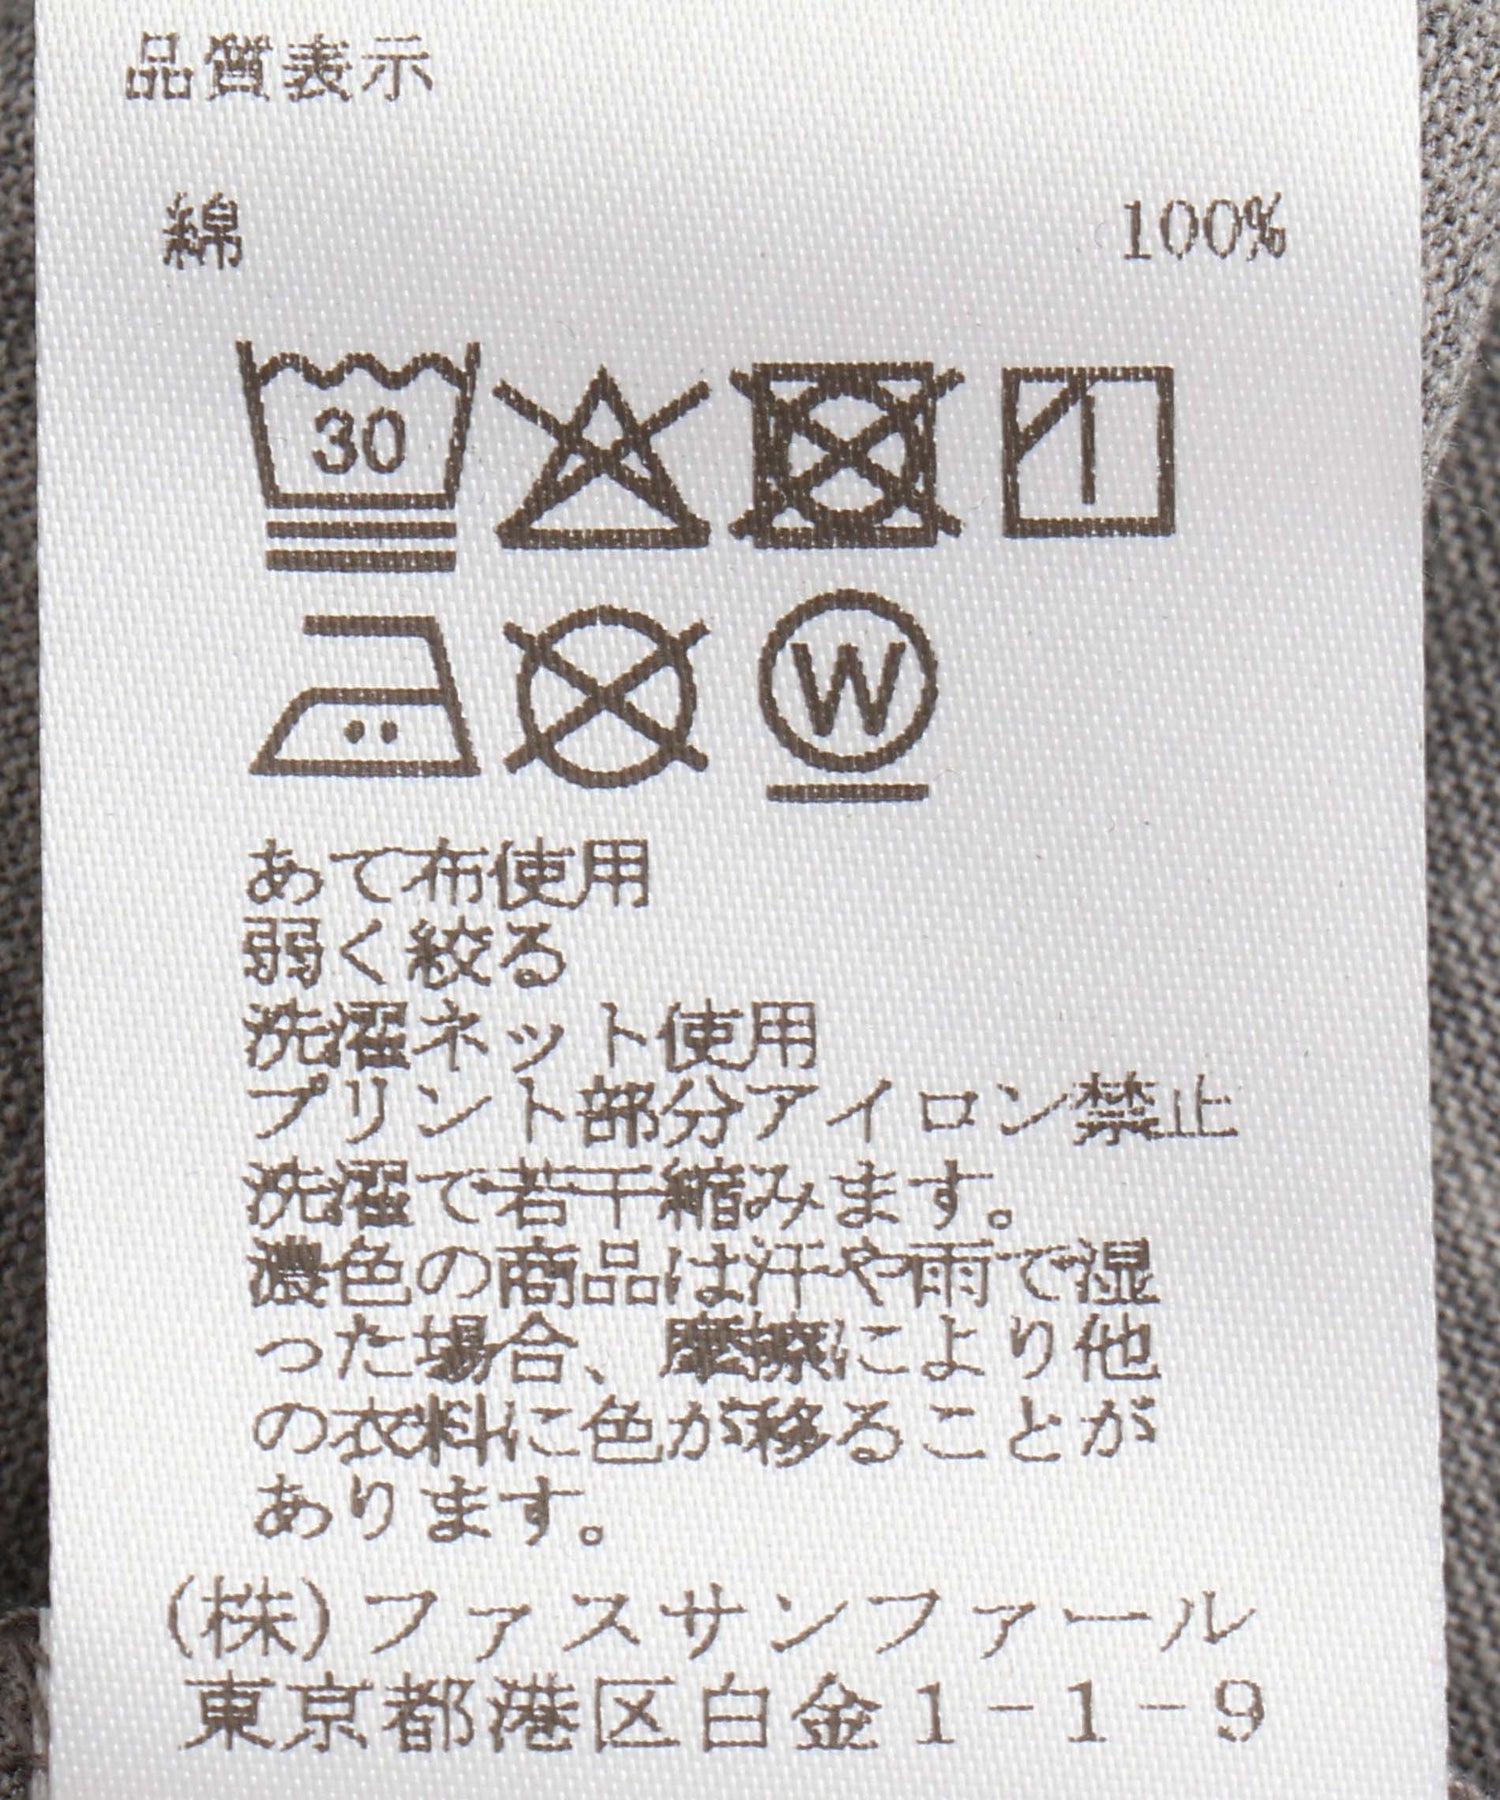 品質表示
綿 100%
30
W
あて布使用
弱く絞る
洗濯ネット使用
プリント部分アイロン禁止
洗濯で若干縮みます。
濃色の商品は汗や雨で湿
った場合、摩擦により他
の衣料に色が移ることが
あります。
(株)ファスサンファール
東京都港区白金1-1-9